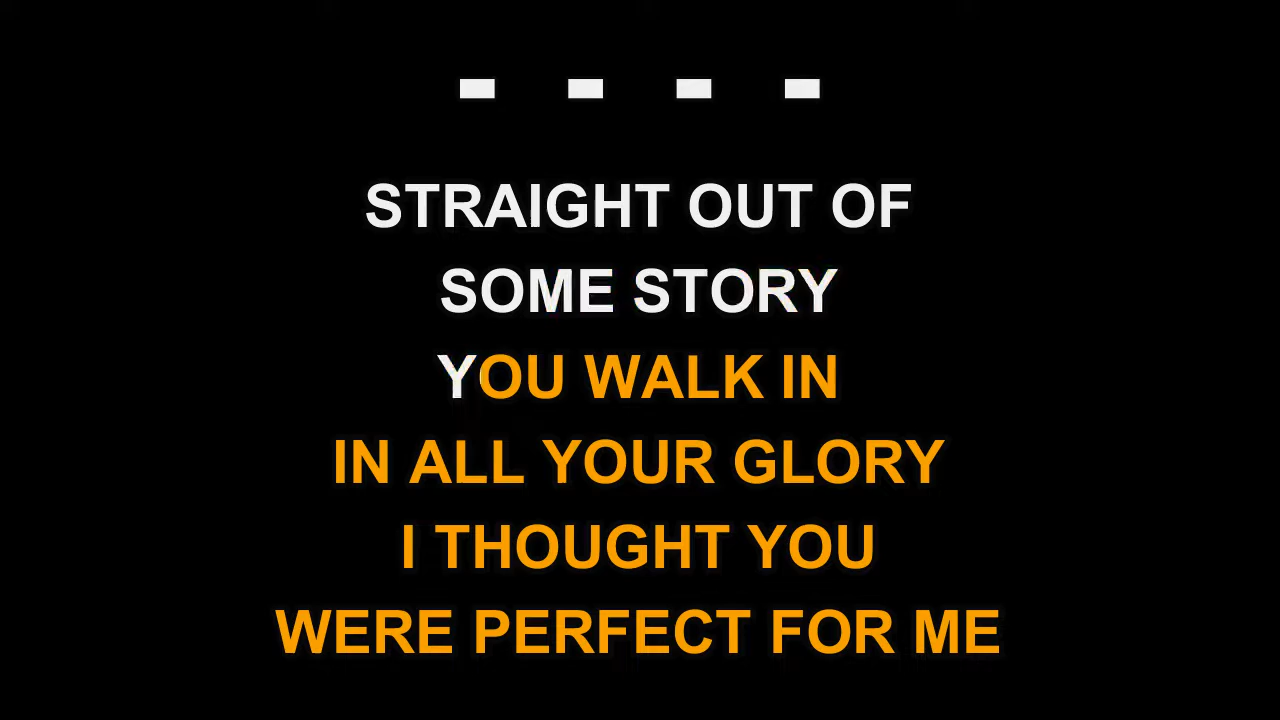 - - - -
STRAIGHT OUT OF
SOME STORY
YOU WALK IN
IN ALL YOUR GLORY
I THOUGHT YOU
WERE PERFECT FOR ME